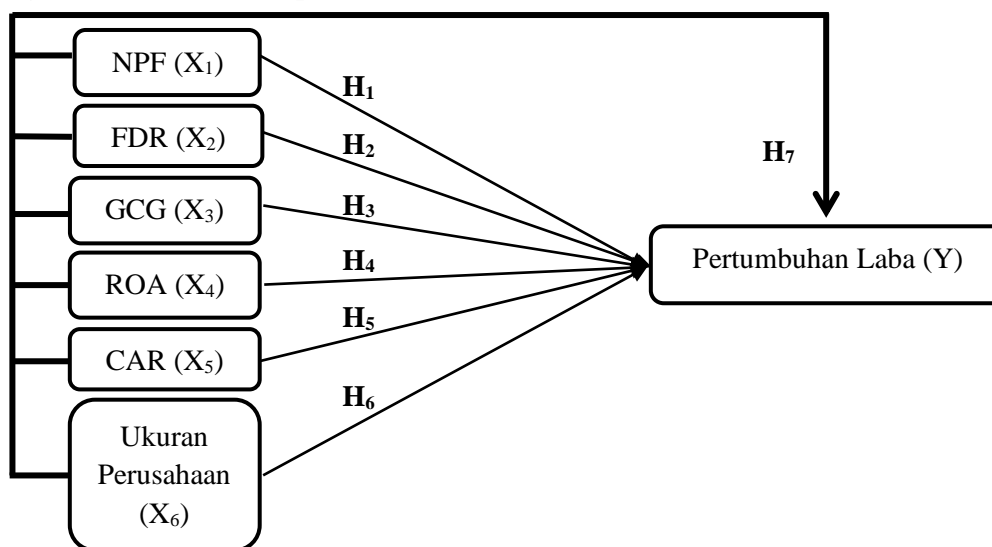 NPF (X₁)
H₁
FDR (X₂)
H₂
H₇
GCG (X₃)
H₃
Pertumbuhan Laba (Y)
ROA (X₄)
H₄
CAR (X₅)
H₅
Ukuran
Perusahaan
(X₆)
H₆